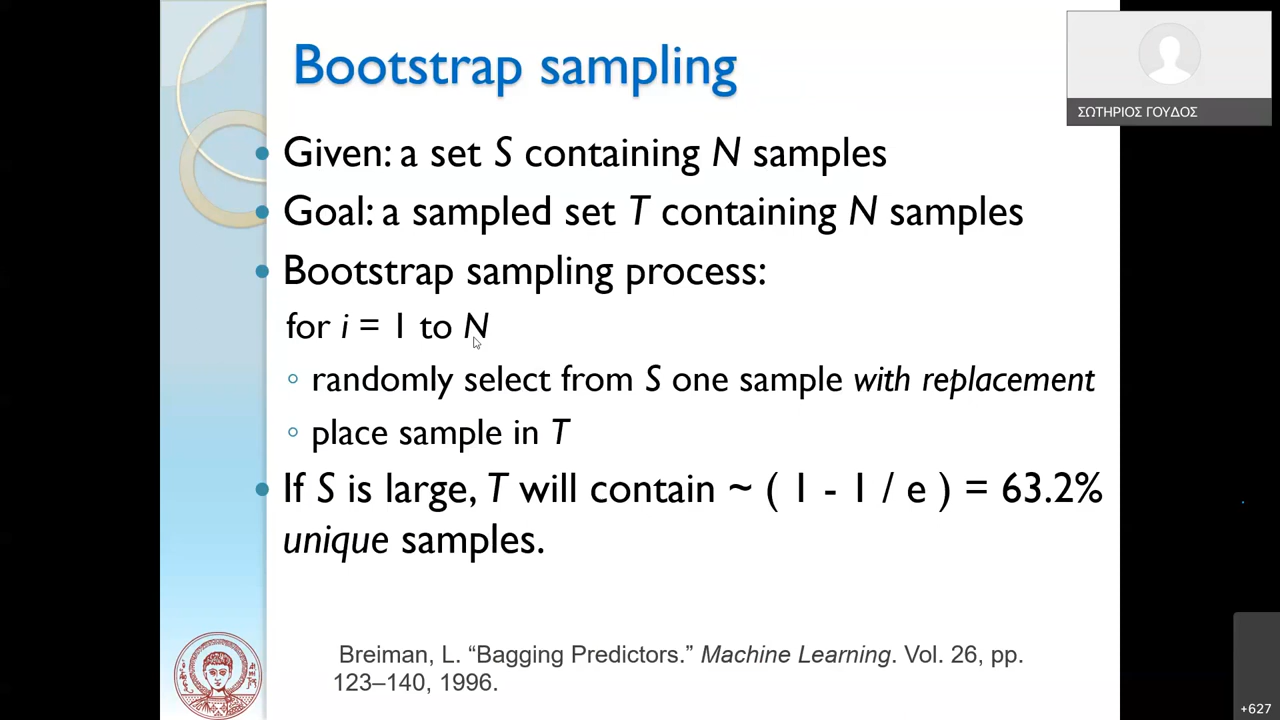 Bootstrap sampling
ΣΩΤΗΡΙΟΣ ΓΟΥΔΟΣ
• Given: a set S containing N samples
• Goal: a sampled set T containing N samples
• Bootstrap sampling process:
for i = 1 to N
◦ randomly select from S one sample with replacement
◦ place sample in T
• If S is large, T will contain ~ ( 1 - 1 / e ) = 63.2%
unique samples.
Breiman, L. “Bagging Predictors.” Machine Learning. Vol. 26, pp.
123–140, 1996.
+627